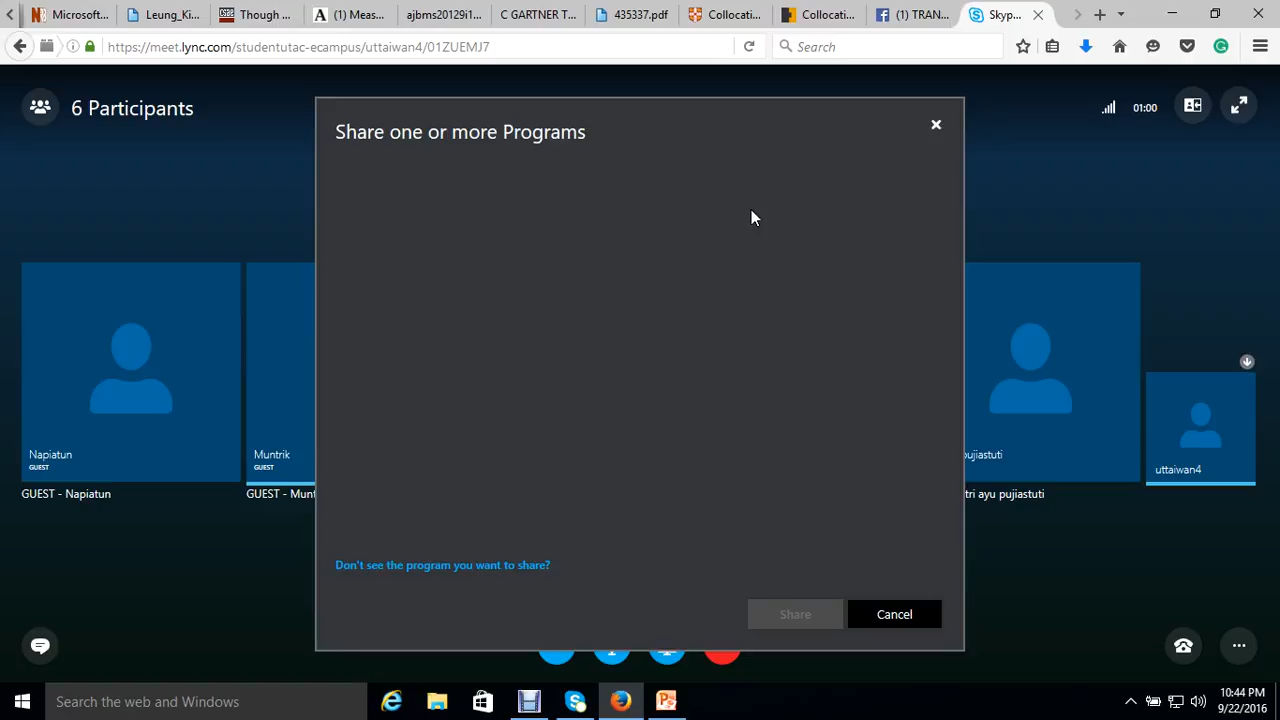 Microsoft...
Leung_Ki...
Though ...
(1) Meas...
ajbms20129i1...
C GARTNER T...
435337.pdf
Collocati...
Collocati...
(1) TRAN...
Skyp...
https://meet.lync.com/studentutac-ecampus/uttaiwan4/01ZUEMJ7
Search
6 Participants
01:00
Share one or more Programs
Napiatun
GUEST
GUEST - Napiatun
Muntrik
GUEST
GUEST - Munt
pujiastuti
tri ayu pujiastuti
uttaiwan4
Don't see the program you want to share?
Share
Cancel
Search the web and Windows
10:44 PM
9/22/2016